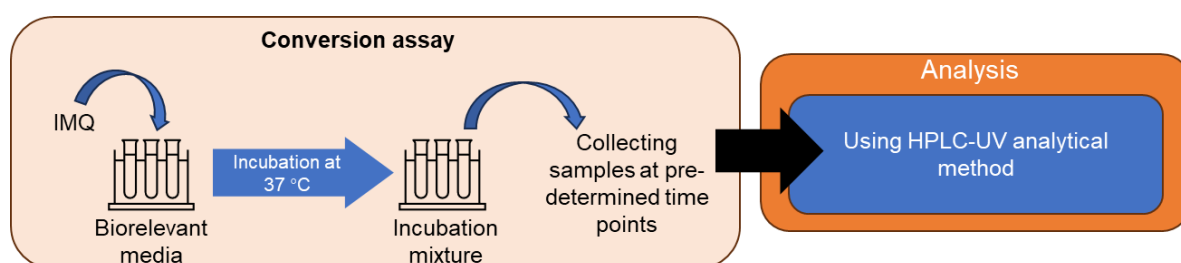 Conversion assay
IMQ
Biorelevant
media
Incubation at
37 °C
Incubation
mixture
Collecting
samples at pre-
determined time
points
Analysis
Using HPLC-UV analytical
method